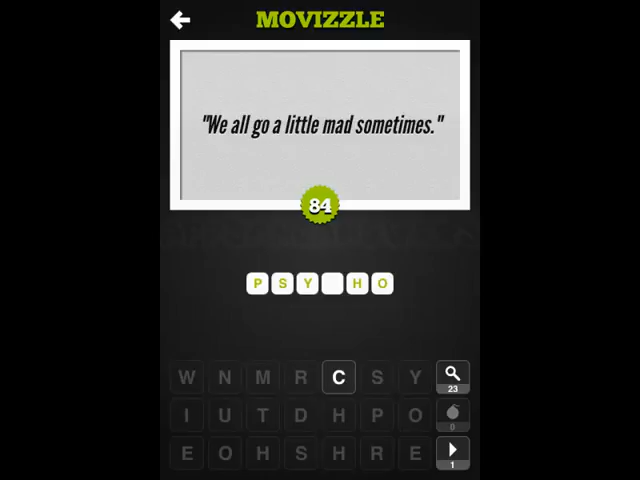 MOVIZZLE
"We all go a little mad sometimes."
84
P S Y H O
W N M R C S Y
23
I U T D H P O
0
E O H S H R E
1